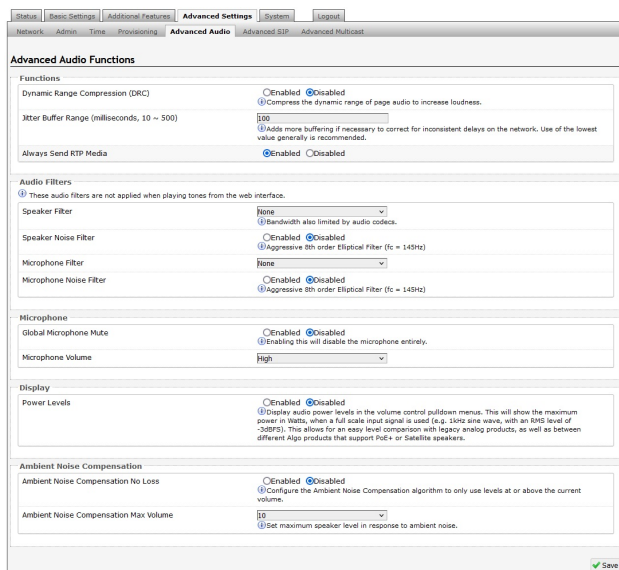 Status Basic Settings Additional Features Advanced Settings System Logout
Network Admin Time Provisioning Advanced Audio Advanced SIP Advanced Multicast
Advanced Audio Functions
Functions
Dynamic Range Compression (DRC) Enabled Disabled
Compress the dynamic range of page audio to increase loudness.
Jitter Buffer Range (milliseconds, 10 ~ 500) 100
Adds more buffering if necessary to correct for inconsistent delays on the network. Use of the lowest
value generally is recommended.
Always Send RTP Media Enabled Disabled
Audio Filters
These audio filters are not applied when playing tones from the web interface.
Speaker Filter None
Bandwidth also limited by audio codecs.
Speaker Noise Filter Enabled Disabled
Aggressive 8th order Elliptical Filter (fc = 145Hz)
Microphone Filter None
Microphone Noise Filter Enabled Disabled
Aggressive 8th order Elliptical Filter (fc = 145Hz)
Microphone
Global Microphone Mute Enabled Disabled
Enabling this will disable the microphone entirely.
Microphone Volume High
Display
Power Levels Enabled Disabled
Display audio power levels in the volume control pulldown menus. This will show the maximum
power in Watts, when a full scale input signal is used (e.g. 1kHz sine wave, with an RMS level of
-3dBFS). This allows for an easy level comparison with legacy analog products, as well as between
different Algo products that support PoE+ or Satellite speakers.
Ambient Noise Compensation
Ambient Noise Compensation No Loss Enabled Disabled
Configure the Ambient Noise Compensation algorithm to only use levels at or above the current
volume.
Ambient Noise Compensation Max Volume 10
Set maximum speaker level in response to ambient noise.
Save